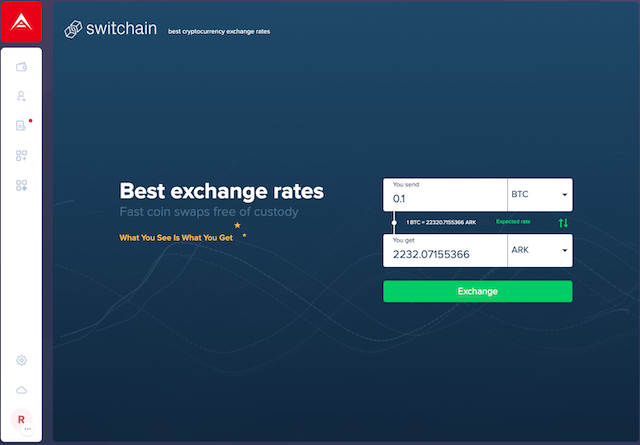 switchain best cryptocurrency exchange rates
Best exchange rates
Fast coin swaps free of custody
What You See Is What You Get
You send
0.1 BTC
1 BTC = 22320.7155366 ARK Expected rate
You get
2232.07155366 ARK
Exchange
R